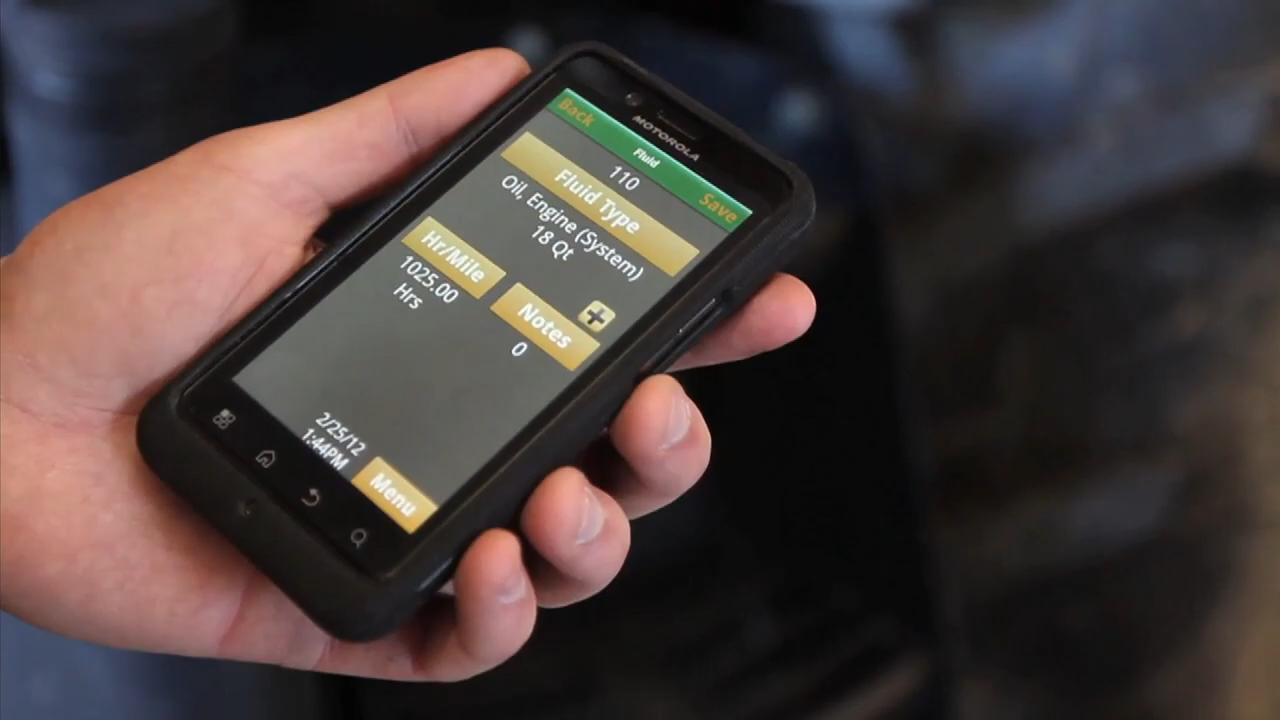 MOTOROLA
Back
Fluid
Save
110
Fluid Type
Oil, Engine (System)
18 Qt
Hr/Mile
1025.00
Hrs
Notes
0
2/25/12
1:44PM
Menu